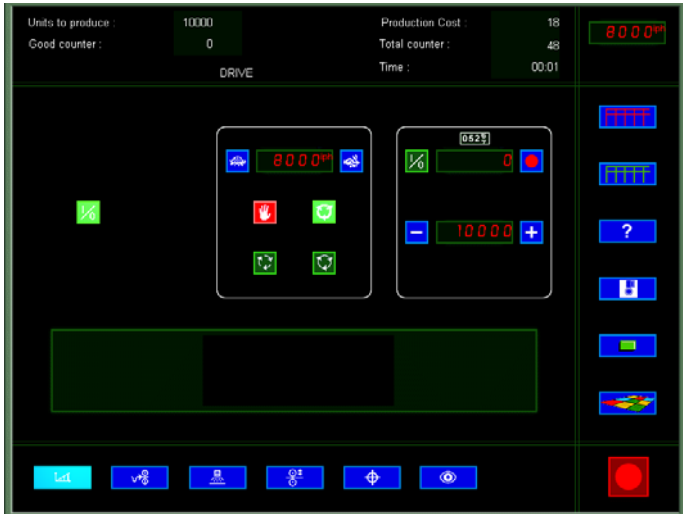 Units to produce : 10000 Production Cost : 18
Good counter : 0 Total counter : 48
DRIVE Time : 00:01
8000
8000
0
10000
I/O
I/O
?